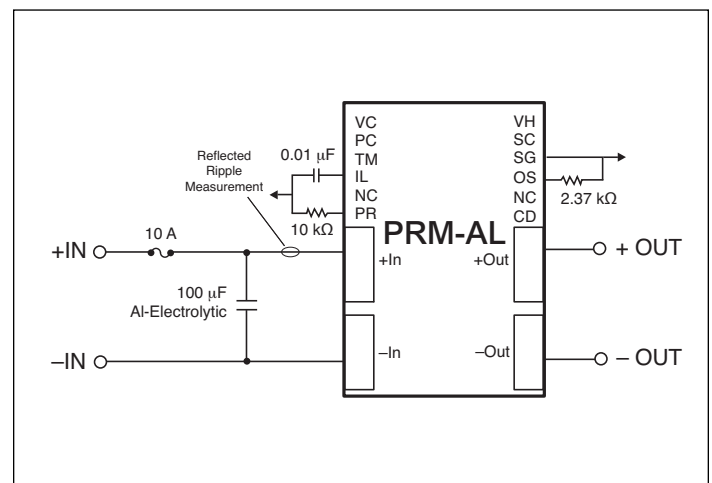 VC
PC
TM
IL
NC
PR
VH
SC
SG
OS
NC
CD
0.01 μF
10 kΩ
2.37 kΩ
Reflected
Ripple
Measurement
PRM-AL
10 A
+IN
+In
+Out
+ OUT
100 μF
Al-Electrolytic
–IN
–In
–Out
– OUT